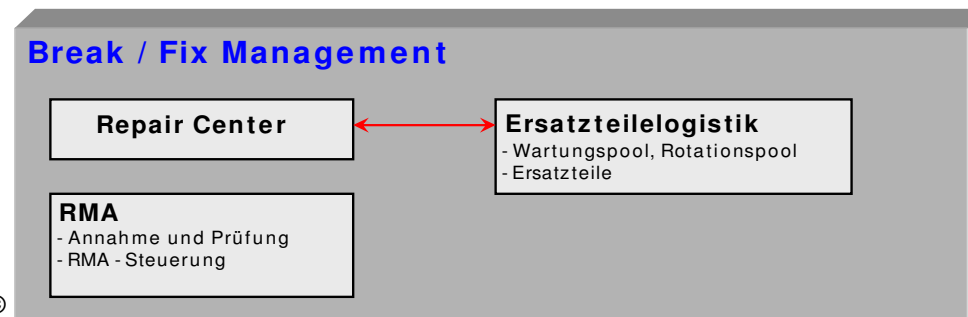 Break / Fix Management
Repair Center
Ersatzteilelogistik
- Wartungspool, Rotationspool
- Ersatzteile
RMA
- Annahme und Prüfung
- RMA - Steuerung